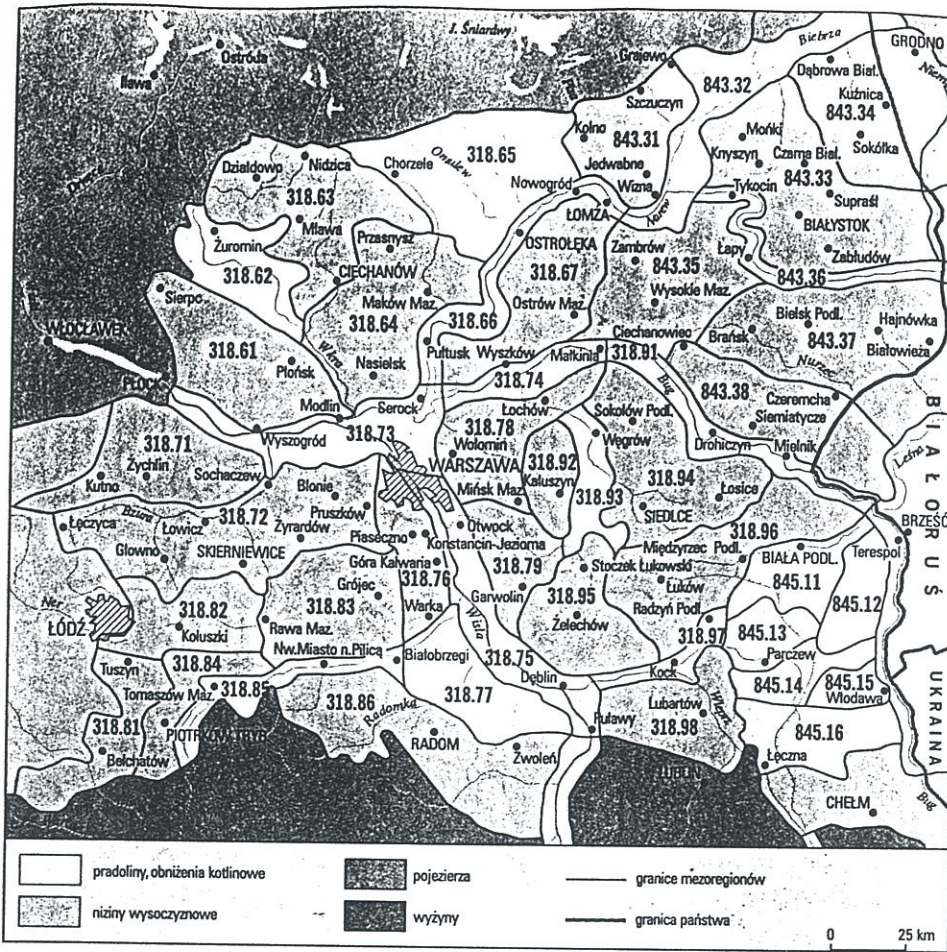 J. Śniardwy
Ostróda
Iława
Biebrza
GRODNO
Grajewo
Dąbrowa Biał.
843.32
Kuźnica
843.34
Szczuczyn
Kolno
843.31
Mońki
Sokółka
Nidzica
Działdowo
Chorzele
318.65
Jedwabne
Knyszyn
Czarna Biał.
843.33
318.63
Nowogród
Wizna
Tykocin
Supraśl
ŁOMŻA
Narew
Mława
Przasnysz
OSTROŁĘKA
BIAŁYSTOK
Żuromin
Zambrów
Łapy
Zabłudów
318.62
CIECHANÓW
318.67
843.35
843.36
Sierpc
Maków Maz.
318.66
Ostrów Maz.
Wysokie Maz.
Bielsk Podl.
WŁOCŁAWEK
318.64
Ciechanowiec
Brańsk
Hajnówka
318.61
Wkra
Pułtusk
Wyszków
Małkinia
318.91
843.37
Białowieża
Płońsk
Nasielsk
318.74
Bug
Nurzec
PŁOCK
Serock
Łochów
843.38
Czeremcha
Modlin
318.78
Sokołów Podl.
Siemiatycze
Wyszogród
318.73
Wołomin
Węgrów
Drohiczyn
Mielnik
318.71
WARSZAWA
318.92
Leśna
Żychlin
Sochaczew
Kałuszyn
318.94
Kutno
Błonie
Mińsk Maz.
318.93
Łosice
Bzura
318.72
Pruszków
SIEDLCE
BRZEŚĆ
Łęczyca
Łowicz
Żyrardów
Otwock
318.96
Głowno
SKIERNIEWICE
Piaseczno
Konstancin-Jeziorna
Międzyrzec Podl.
BIAŁA PODL.
Terespol
Góra Kalwaria
318.79
Stoczek Łukowski
318.76
Łuków
845.11
Ner
Grójec
Garwolin
318.95
845.12
318.82
318.83
Warka
Radzyń Podl.
ŁÓDŹ
Koluszki
Rawa Maz.
Wisła
Żelechów
845.13
318.97
Parczew
Tuszyn
318.84
Nw.Miasto n.Pilicą
Białobrzegi
318.75
Kock
Tomaszów Maz.
318.85
Dęblin
845.14
845.15
318.77
Włodawa
318.86
Radomka
Lubartów
Wieprz
318.81
PIOTRKÓW TRYB.
Puławy
318.98
845.16
RADOM
Bełchatów
Zwoleń
Łęczna
LUBLIN
CHEŁM
Bug
BIAŁORUŚ
UKRAINA
pradoliny, obniżenia kotlinowe
pojezierza
granice mezoregionów
niziny wysoczyznowe
wyżyny
granica państwa
0 25 km